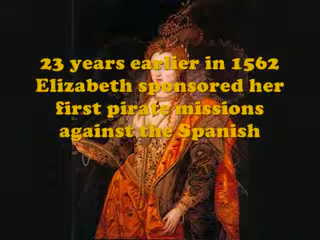 23 years earlier in 1562
Elizabeth sponsored her
first pirate missions
against the Spanish